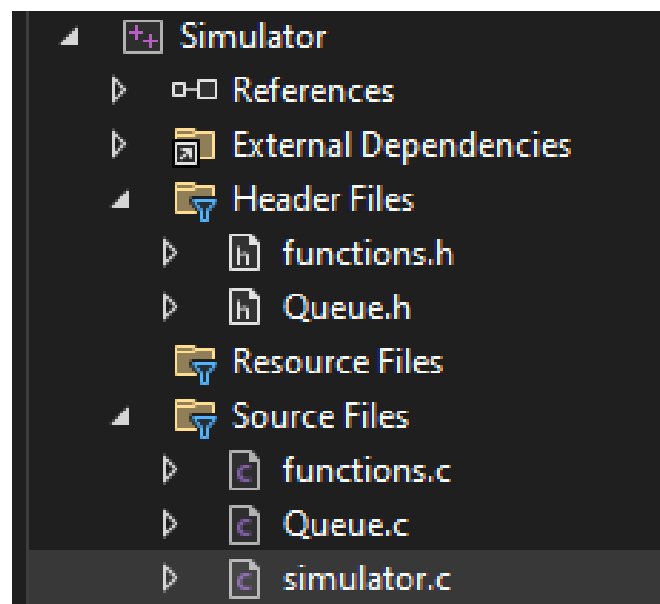 Simulator
References
External Dependencies
Header Files
functions.h
Queue.h
Resource Files
Source Files
functions.c
Queue.c
simulator.c